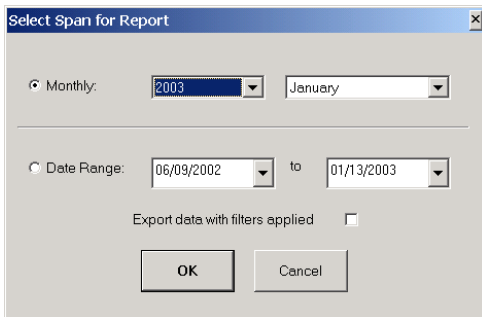 Select Span for Report
Monthly: 2003 January
Date Range: 06/09/2002 to 01/13/2003
Export data with filters applied
OK Cancel